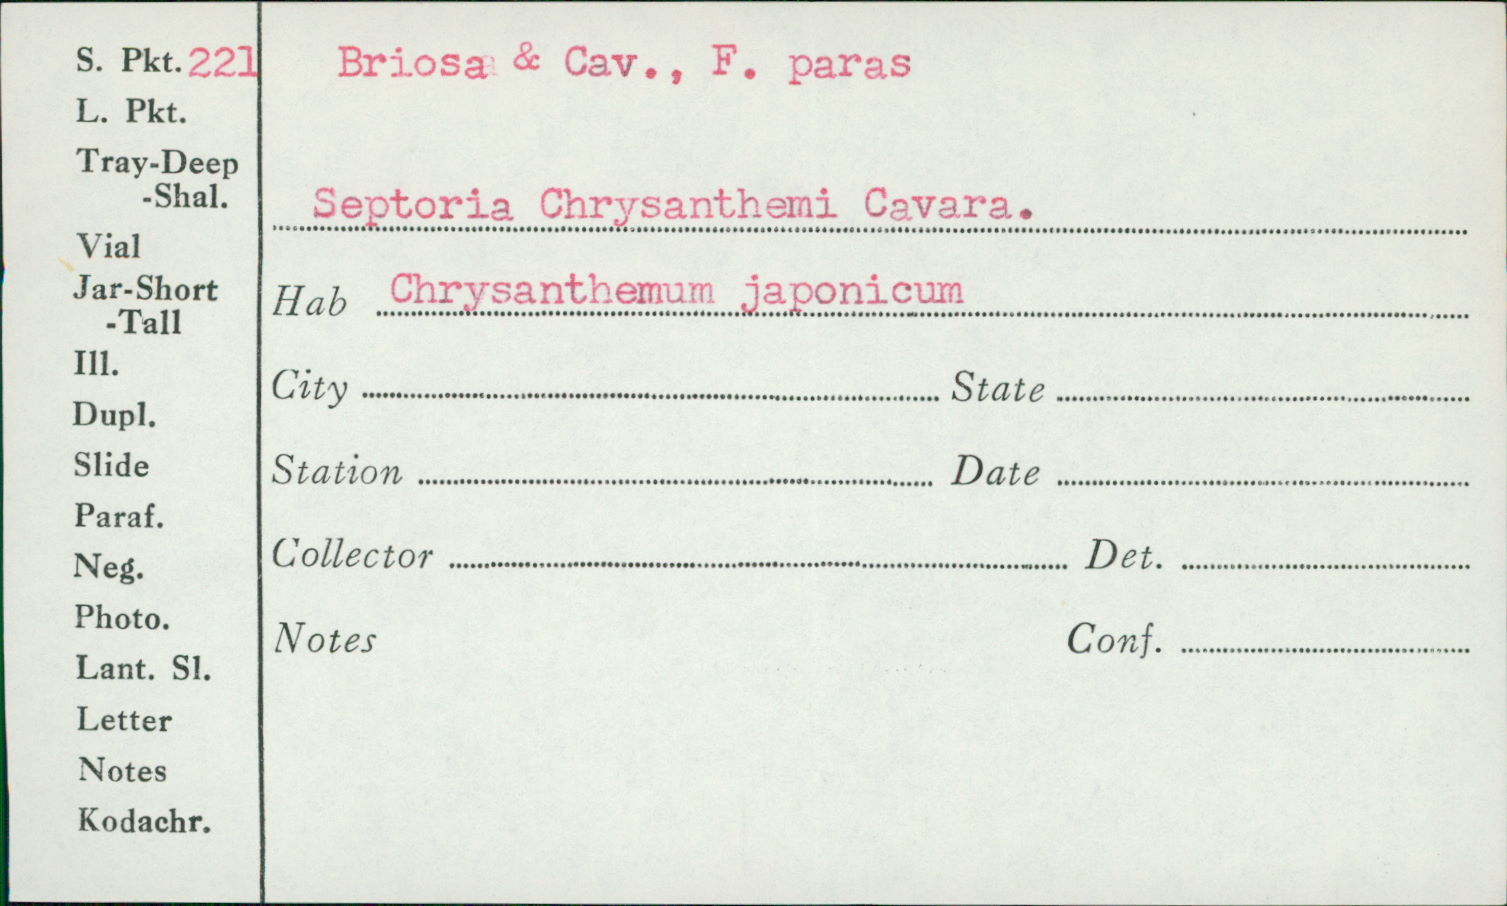 S. Pkt. 221
L. Pkt.
Tray-Deep
-Shal.
Vial
Jar-Short
-Tall
Ill.
Dupl.
Slide
Paraf.
Neg.
Photo.
Lant. Sl.
Letter
Notes
Kodachr.
Briosa & Cav., F. paras
Septoria Chrysanthemi Cavara.
Hab Chrysanthemum japonicum
City State
Station Date
Collector Det.
Notes Conf.